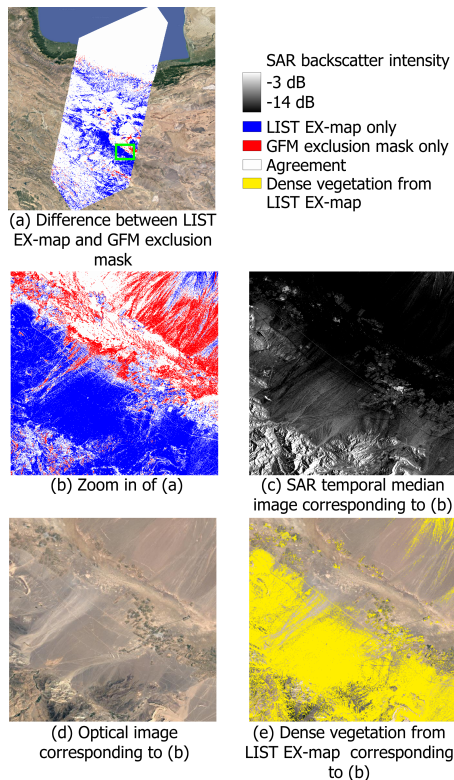 SAR backscatter intensity
-3 dB
-14 dB
LIST EX-map only
GFM exclusion mask only
Agreement
Dense vegetation from
LIST EX-map
(a) Difference between LIST
EX-map and GFM exclusion
mask
(b) Zoom in of (a)
(c) SAR temporal median
image corresponding to (b)
(d) Optical image
corresponding to (b)
(e) Dense vegetation from
LIST EX-map corresponding
to (b)